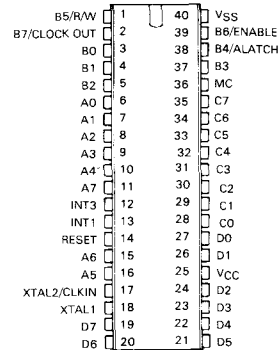 B5/R/W 1 40 VSS
B7/CLOCK OUT 2 39 B6/ENABLE
B0 3 38 B4/ALATCH
B1 4 37 B3
B2 5 36 MC
A0 6 35 C7
A1 7 34 C6
A2 8 33 C5
A3 9 32 C4
A4 10 31 C3
A7 11 30 C2
INT3 12 29 C1
INT1 13 28 C0
RESET 14 27 D0
A6 15 26 D1
A5 16 25 VCC
XTAL2/CLKIN 17 24 D2
XTAL1 18 23 D3
D7 19 22 D4
D6 20 21 D5